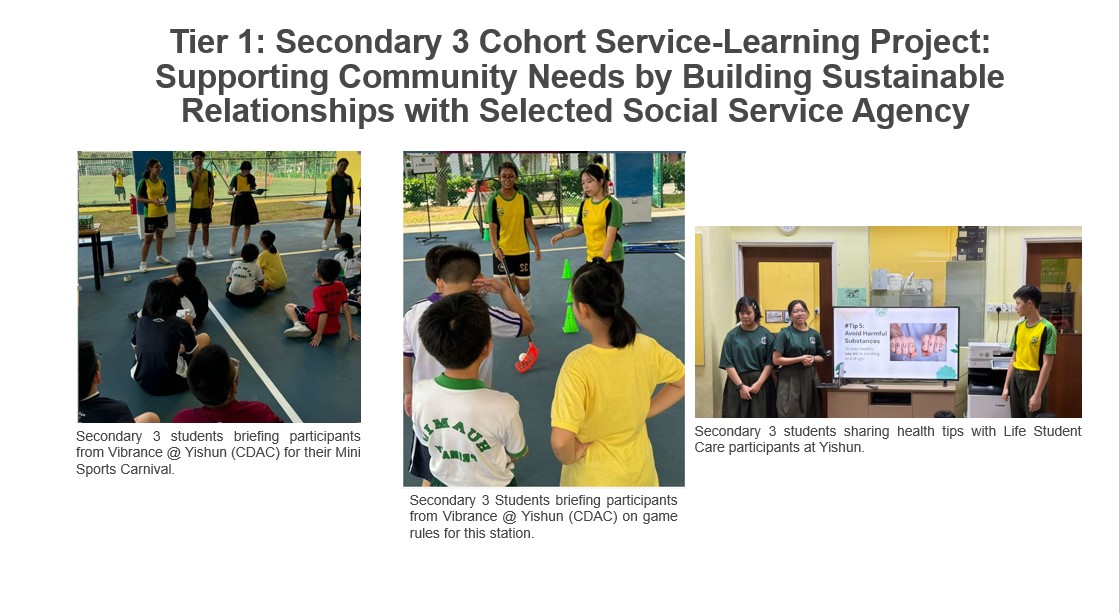 Tier 1: Secondary 3 Cohort Service-Learning Project:
Supporting Community Needs by Building Sustainable
Relationships with Selected Social Service Agency
Secondary 3 students briefing participants
from Vibrance @ Yishun (CDAC) for their Mini
Sports Carnival.
32
Secondary 3 Students briefing participants
from Vibrance @ Yishun (CDAC) on game
rules for this station.
#Tip 5:
Avoid Harmful
Substances
Secondary 3 students sharing health tips with Life Student
Care participants at Yishun.